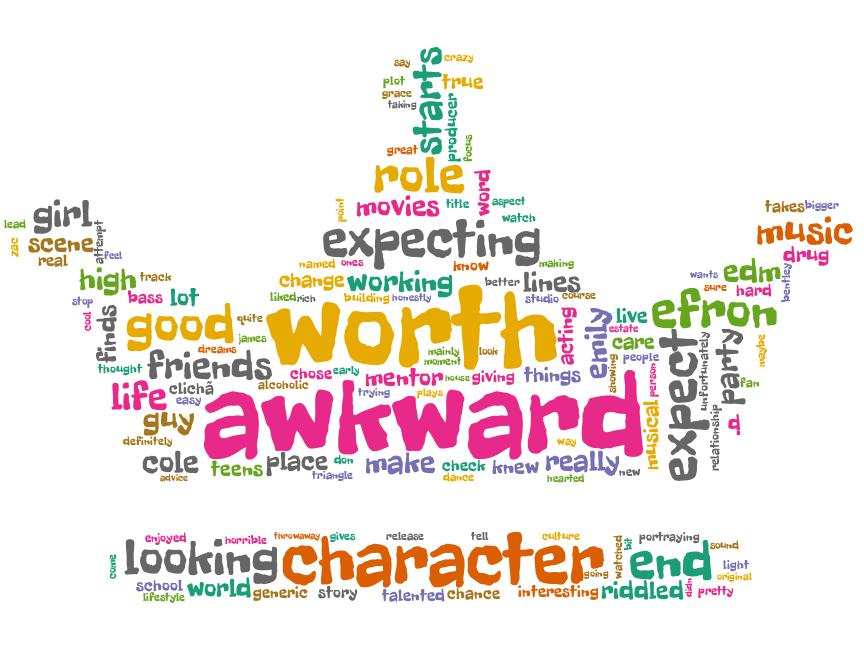 say
starts
crazy
plot
true
grace
taking
producer
focus
great
role
word
point
movies
title
aspect
watch
expecting
lead
girl
zac
scene
attempt
real
feel
takes
bigger
music
drug
named
ones
know
making
high
track
change
working
better
lines
wants
edm
bentley
sure
hard
stop
bass
lot
liked
rich
building
honestly
studio
course
cool
finds
good
quite
worth
acting
emily
live
efron
james
estate
dreams
mainly
look
moment
care
expect
unfortunately
party
maybe
thought
friends
chose
early
mentor
house
giving
things
showing
people
person
life
clichã
easy
alcoholic
trying
plays
fan
guy
awkward
musical
relationship
d
definitely
way
cole
teens
place
don
make
check
knew
really
new
advice
triangle
dance
hearted
enjoyed
horrible
throwaway
gives
release
tell
culture
watched
bit
portraying
sound
come
looking
character
going
end
light
original
school
world
generic
story
talented
chance
interesting
riddled
didn
pretty
lifestyle